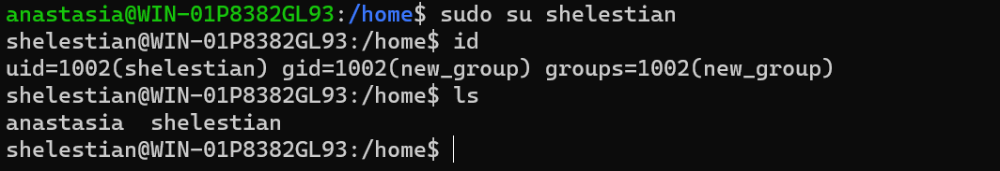 anastasia@WIN-01P8382GL93:/home$ sudo su shelestian
shelestian@WIN-01P8382GL93:/home$ id
uid=1002(shelestian) gid=1002(new_group) groups=1002(new_group)
shelestian@WIN-01P8382GL93:/home$ ls
anastasia  shelestian
shelestian@WIN-01P8382GL93:/home$